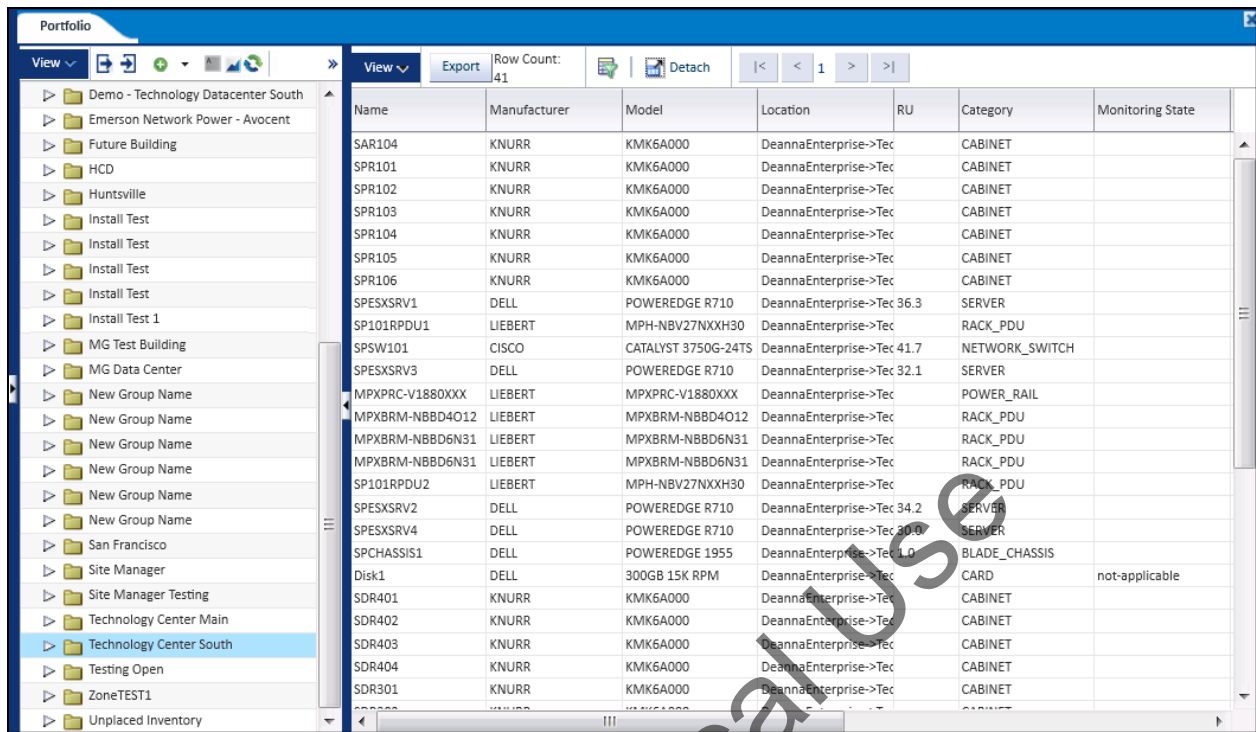 Portfolio
View
Demo - Technology Datacenter South
Emerson Network Power - Avocent
Future Building
HCD
Huntsville
Install Test
Install Test
Install Test
Install Test
Install Test 1
MG Test Building
MG Data Center
New Group Name
New Group Name
New Group Name
New Group Name
New Group Name
New Group Name
San Francisco
Site Manager
Site Manager Testing
Technology Center Main
Technology Center South
Testing Open
ZoneTEST1
Unplaced Inventory
View Export Row Count: 41 Detach |< < 1 > >|
Name Manufacturer Model Location RU Category Monitoring State
SAR104 KNURR KMK6A000 DeannaEnterprise->Tec CABINET
SPR101 KNURR KMK6A000 DeannaEnterprise->Tec CABINET
SPR102 KNURR KMK6A000 DeannaEnterprise->Tec CABINET
SPR103 KNURR KMK6A000 DeannaEnterprise->Tec CABINET
SPR104 KNURR KMK6A000 DeannaEnterprise->Tec CABINET
SPR105 KNURR KMK6A000 DeannaEnterprise->Tec CABINET
SPR106 KNURR KMK6A000 DeannaEnterprise->Tec CABINET
SPESXSRV1 DELL POWEREDGE R710 DeannaEnterprise->Tec 36.3 SERVER
SP101RPDU1 LIEBERT MPH-NBV27NXXH30 DeannaEnterprise->Tec RACK_PDU
SPSW101 CISCO CATALYST 3750G-24TS DeannaEnterprise->Tec 41.7 NETWORK_SWITCH
SPESXSRV3 DELL POWEREDGE R710 DeannaEnterprise->Tec 32.1 SERVER
MPXPRC-V1880XXX LIEBERT MPXPRC-V1880XXX DeannaEnterprise->Tec POWER_RAIL
MPXBRM-NBBD4O12 LIEBERT MPXBRM-NBBD4O12 DeannaEnterprise->Tec RACK_PDU
MPXBRM-NBBD6N31 LIEBERT MPXBRM-NBBD6N31 DeannaEnterprise->Tec RACK_PDU
MPXBRM-NBBD6N31 LIEBERT MPXBRM-NBBD6N31 DeannaEnterprise->Tec RACK_PDU
SP101RPDU2 LIEBERT MPH-NBV27NXXH30 DeannaEnterprise->Tec RACK_PDU
SPESXSRV2 DELL POWEREDGE R710 DeannaEnterprise->Tec 34.2 SERVER
SPESXSRV4 DELL POWEREDGE R710 DeannaEnterprise->Tec 30.0 SERVER
SPCHASSIS1 DELL POWEREDGE 1955 DeannaEnterprise->Tec 1.0 BLADE_CHASSIS
Disk1 DELL 300GB 15K RPM DeannaEnterprise->Tec CARD not-applicable
SDR401 KNURR KMK6A000 DeannaEnterprise->Tec CABINET
SDR402 KNURR KMK6A000 DeannaEnterprise->Tec CABINET
SDR403 KNURR KMK6A000 DeannaEnterprise->Tec CABINET
SDR404 KNURR KMK6A000 DeannaEnterprise->Tec CABINET
SDR301 KNURR KMK6A000 DeannaEnterprise->Tec CABINET
Use